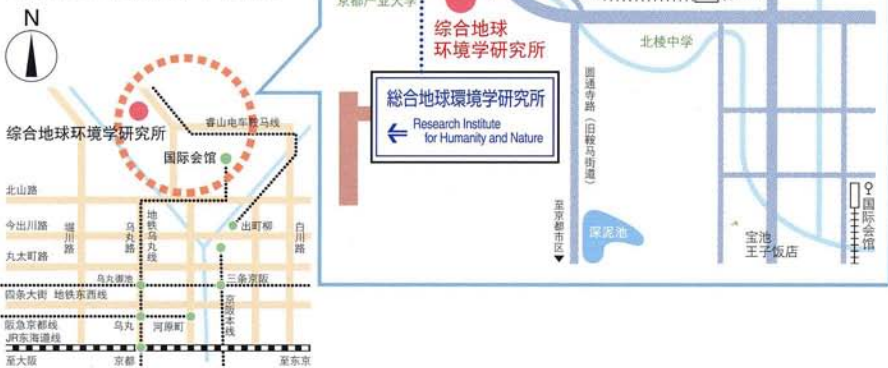 N
综合地球环境学研究所
睿山电车鞍马线
国际会馆
北山路
今出川路
堀川路
乌丸路
地铁乌丸线
出町柳
白川路
丸太町路
乌丸御池
三条京阪
四条大街 地铁东西线
京阪本线
阪急京都线
乌丸
河原町
JR东海道线
至大阪
京都
至东京
京都产业大学
综合地球
环境学研究所
総合地球環境学研究所
Research Institute
for Humanity and Nature
北棱中学
圆通寺路（旧鞍马街道）
至京都市区
深泥池
宝池
王子饭店
国际会馆